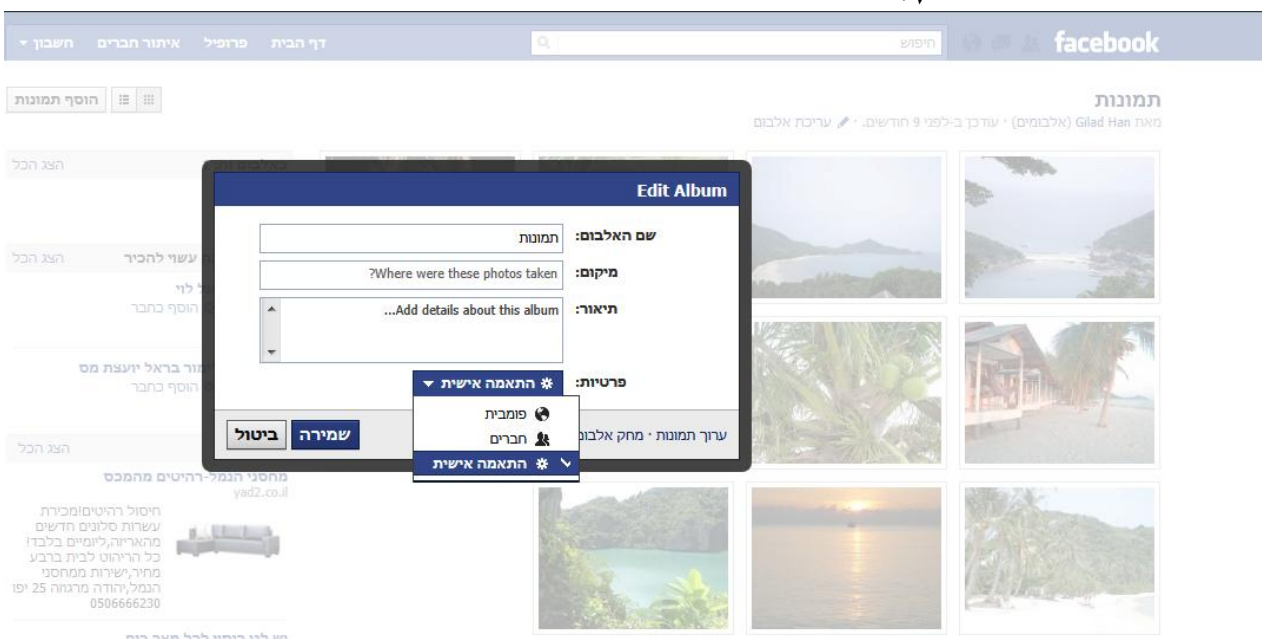 facebook
חיפוש
דף הבית
פרופיל
איתור חברים
חשבון
תמונות
מאת Gilad Han (אלבומים) · עודכן ב-לפני 9 חודשים. · עריכת אלבום
הוסף תמונות
Edit Album
שם האלבום:
תמונות
מיקום:
Where were these photos taken?
תיאור:
Add details about this album...
פרטיות:
התאמה אישית
פומבית
חברים
התאמה אישית
ערוך תמונות · מחק אלבום
שמירה
ביטול
הצג הכל
עשוי להכיר
הצג הכל
לוי
הוסף כחבר
בראל יועצת מס
הוסף כחבר
הצג הכל
מחסני הנמל-רהיטים מהמכס
yad2.co.il
חיסול רהיטים!מכירת
עשרות סלונים חדשים
מהאריזה,ליומיים בלבד!
כל הריהוט לבית ברבע
מחיר,ישירות ממחסני
הנמל,יהודה מרגוזה 25 יפו
0506666230